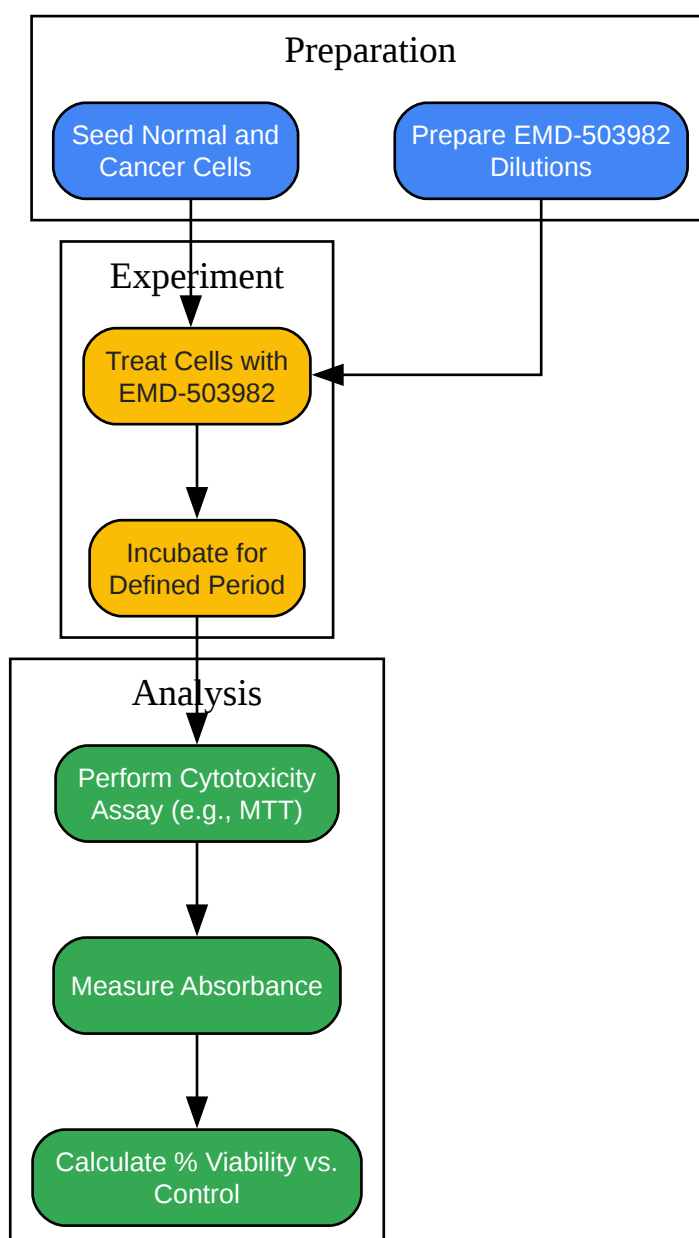 Preparation
Seed Normal and
Cancer Cells
Prepare EMD-503982
Dilutions
Experiment
Treat Cells with
EMD-503982
Incubate for
Defined Period
Analysis
Perform Cytotoxicity
Assay (e.g., MTT)
Measure Absorbance
Calculate % Viability vs.
Control